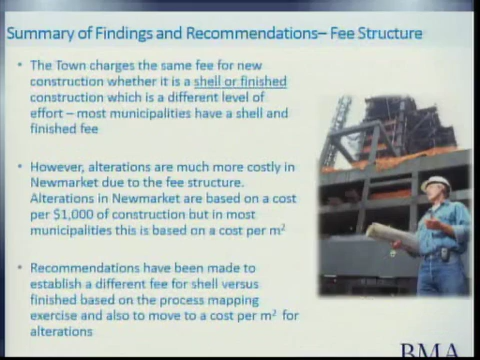 Summary of Findings and Recommendations– Fee Structure
• The Town charges the same fee for new
construction whether it is a shell or finished
construction which is a different level of
effort – most municipalities have a shell and
finished fee
• However, alterations are much more costly in
Newmarket due to the fee structure.
Alterations in Newmarket are based on a cost
per $1,000 of construction but in most
municipalities this is based on a cost per m²
• Recommendations have been made to
establish a different fee for shell versus
finished based on the process mapping
exercise and also to move to a cost per m² for
alterations
BMA